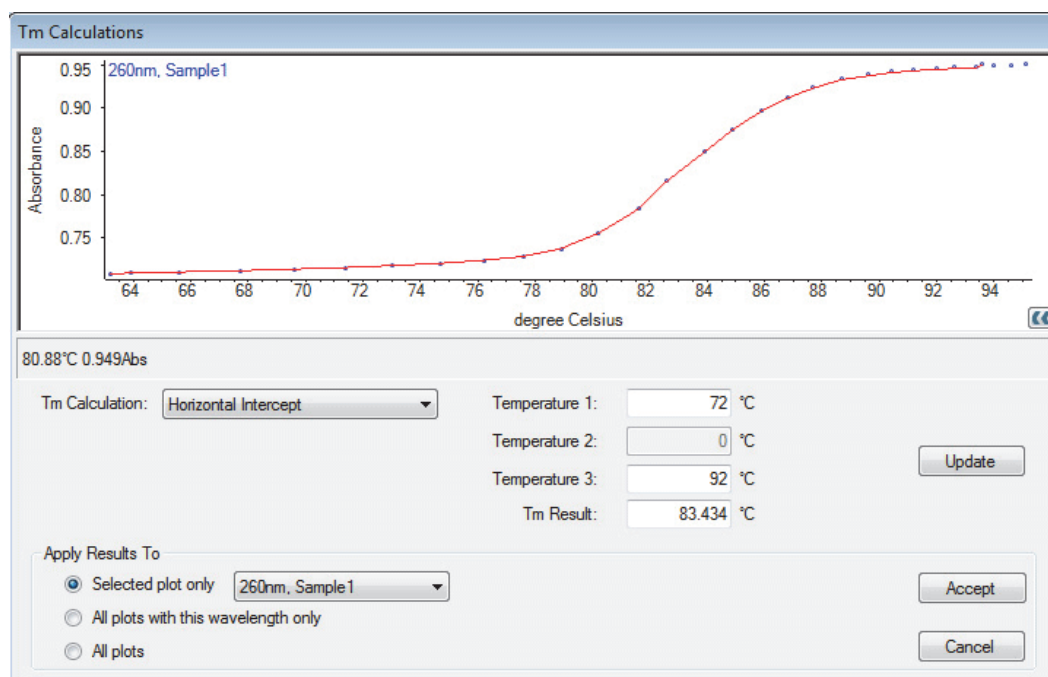 Tm Calculations
260nm, Sample1
0.95
0.90
0.85
0.80
0.75
Absorbance
64 66 68 70 72 74 76 78 80 82 84 86 88 90 92 94
degree Celsius
80.88°C 0.949Abs
Tm Calculation: Horizontal Intercept
Temperature 1: 72 °C
Temperature 2: 0 °C
Temperature 3: 92 °C
Tm Result: 83.434 °C
Update
Apply Results To
Selected plot only 260nm, Sample1
All plots with this wavelength only
All plots
Accept
Cancel